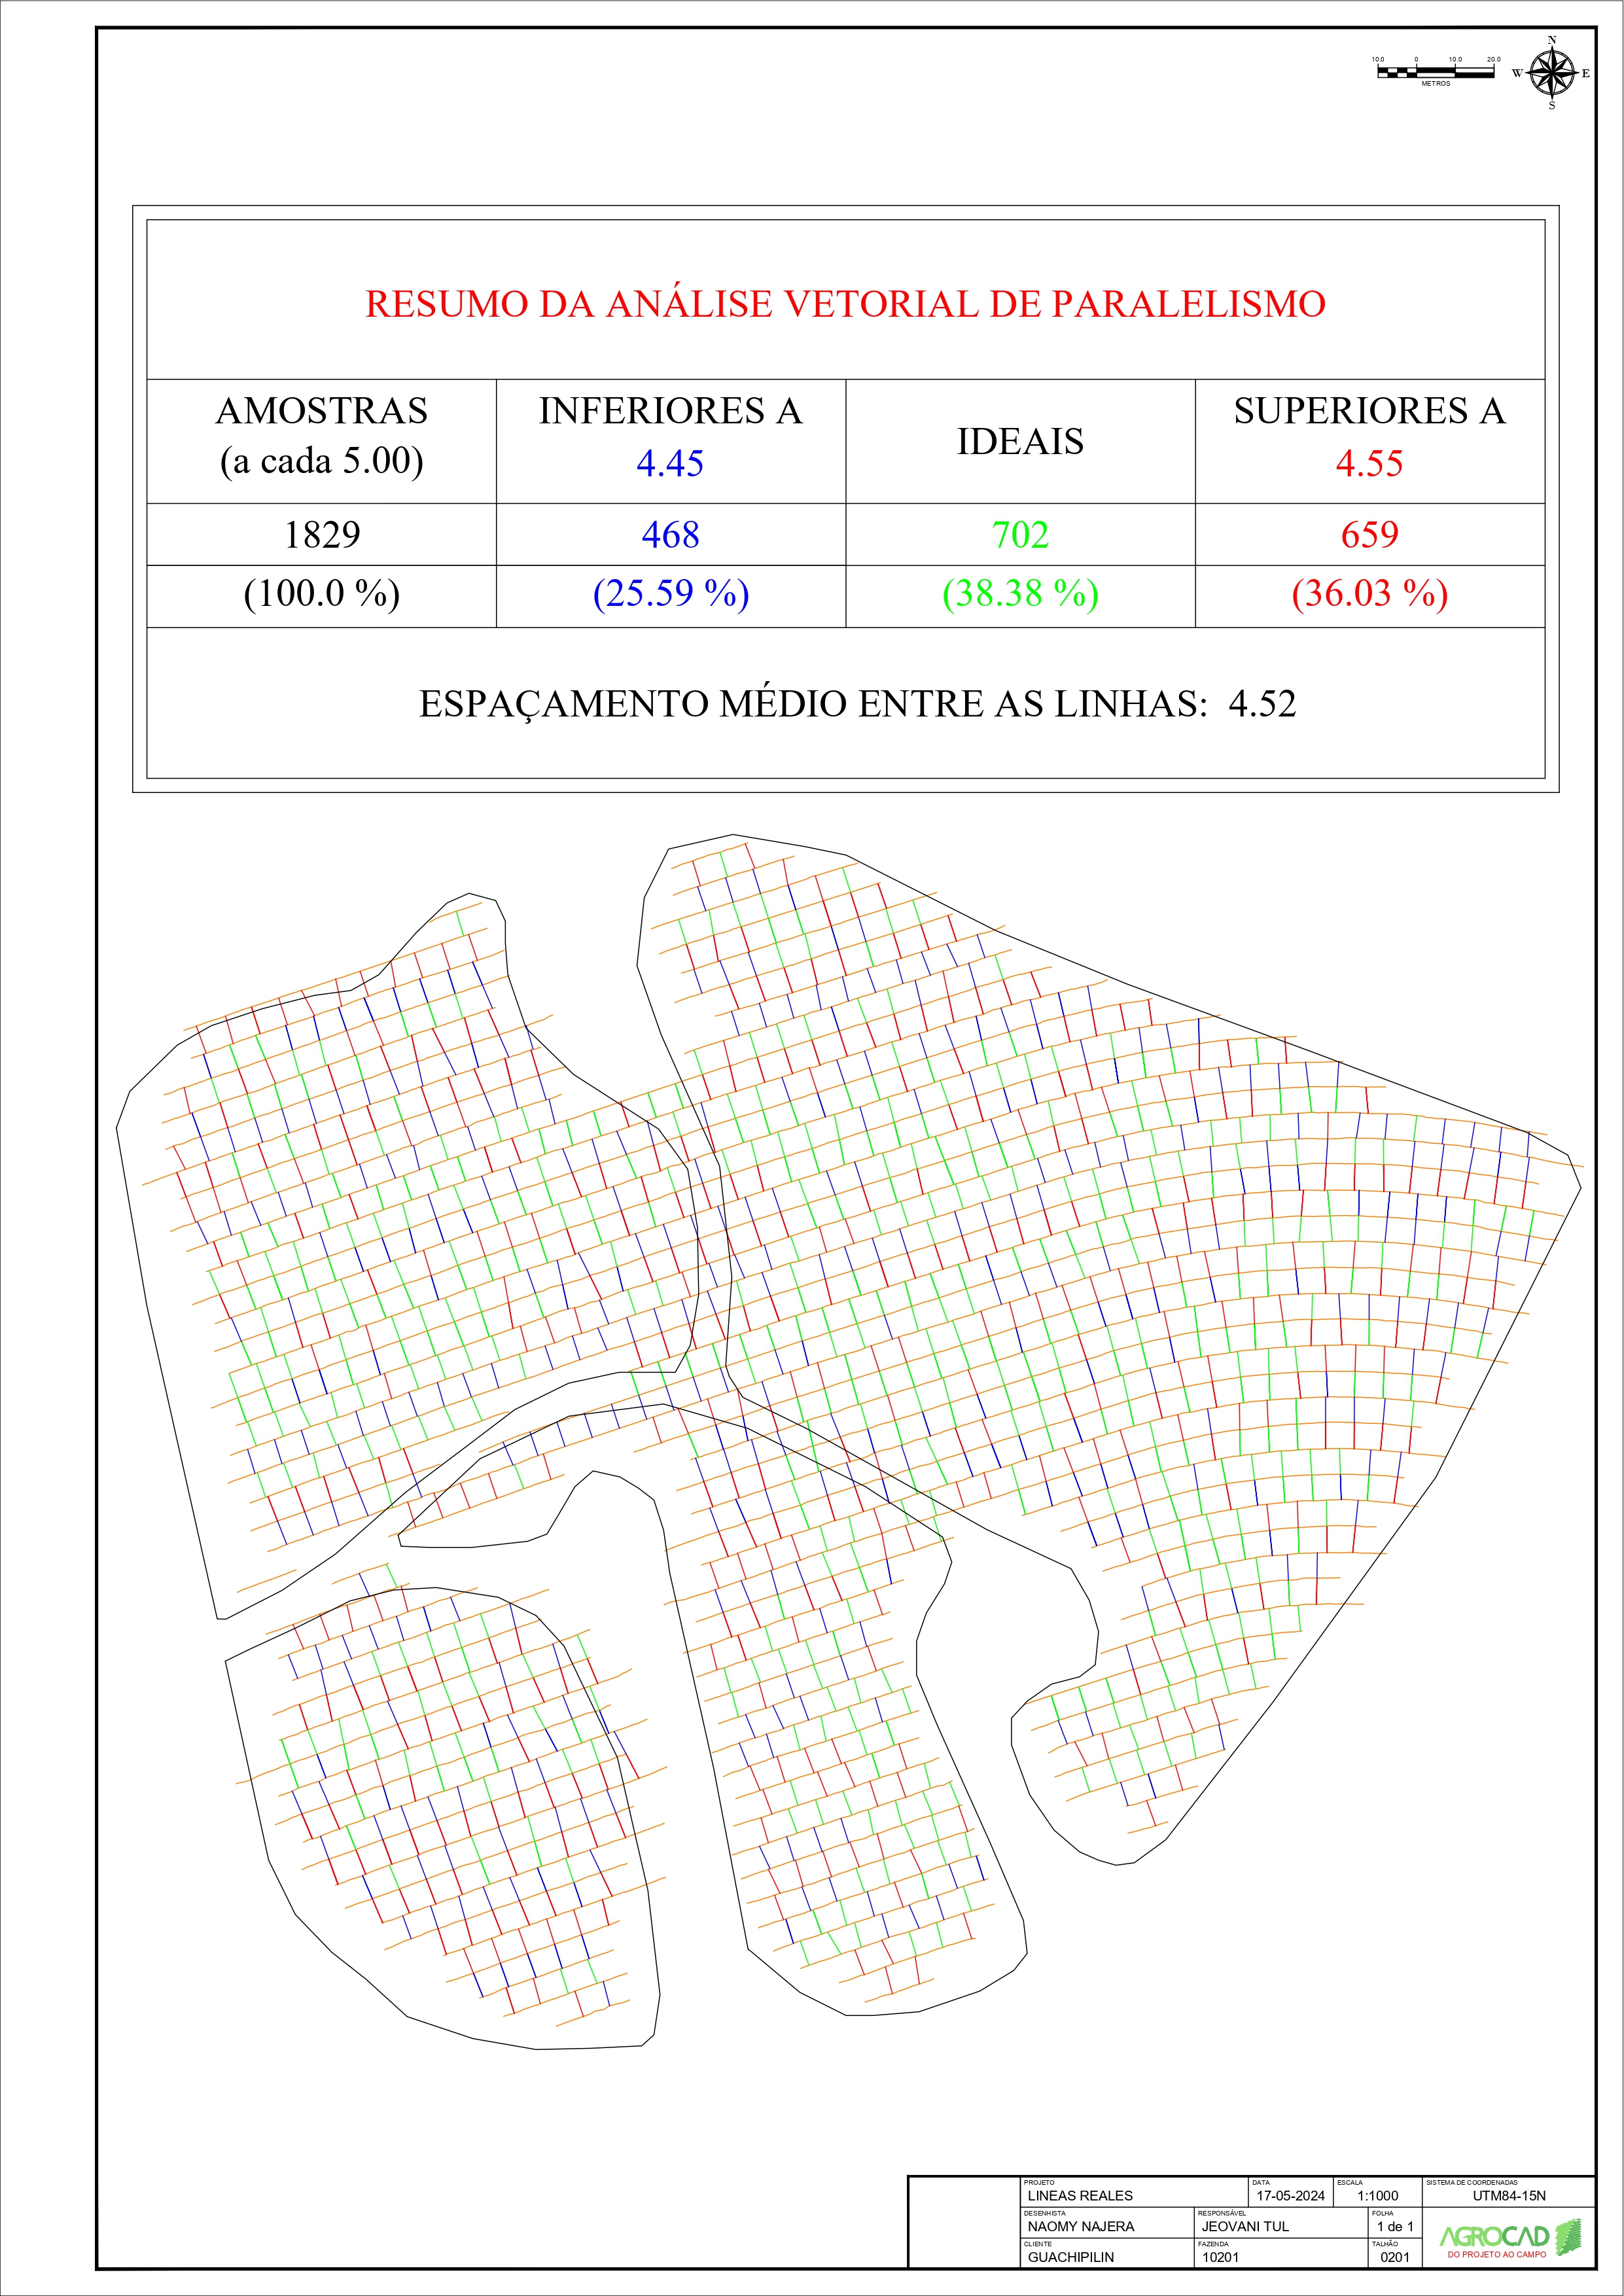 N
10.0 0 10.0 20.0
W E
METROS
S
RESUMO DA ANÁLISE VETORIAL DE PARALELISMO
AMOSTRAS INFERIORES A IDEAIS SUPERIORES A
(a cada 5.00) 4.45 4.55
1829 468 702 659
(100.0 %) (25.59 %) (38.38 %) (36.03 %)
ESPAÇAMENTO MÉDIO ENTRE AS LINHAS: 4.52
PROJETO DATA ESCALA SISTEMA DE COORDENADAS
LINEAS REALES 17-05-2024 1:1000 UTM84-15N
DESENHISTA RESPONSÁVEL FOLHA
NAOMY NAJERA JEOVANI TUL 1 de 1
CLIENTE FAZENDA TALHÃO
GUACHIPILIN 10201 0201
AGROCAD
DO PROJETO AO CAMPO